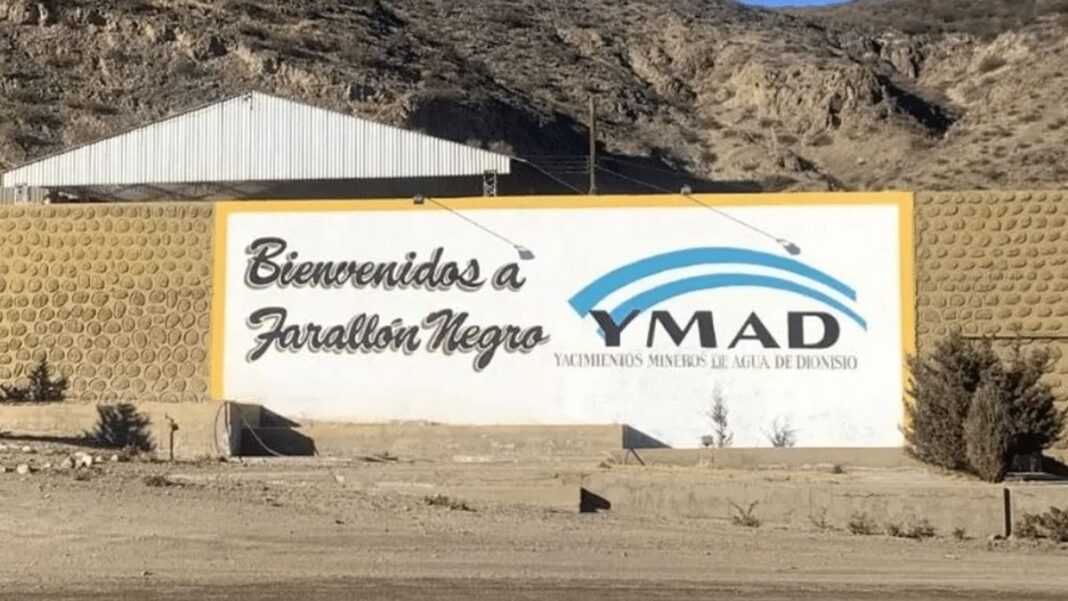 Bienvenidos a
Farallón Negro
YMAD
YACIMIENTOS MINEROS DE AGUA DE DIONISIO